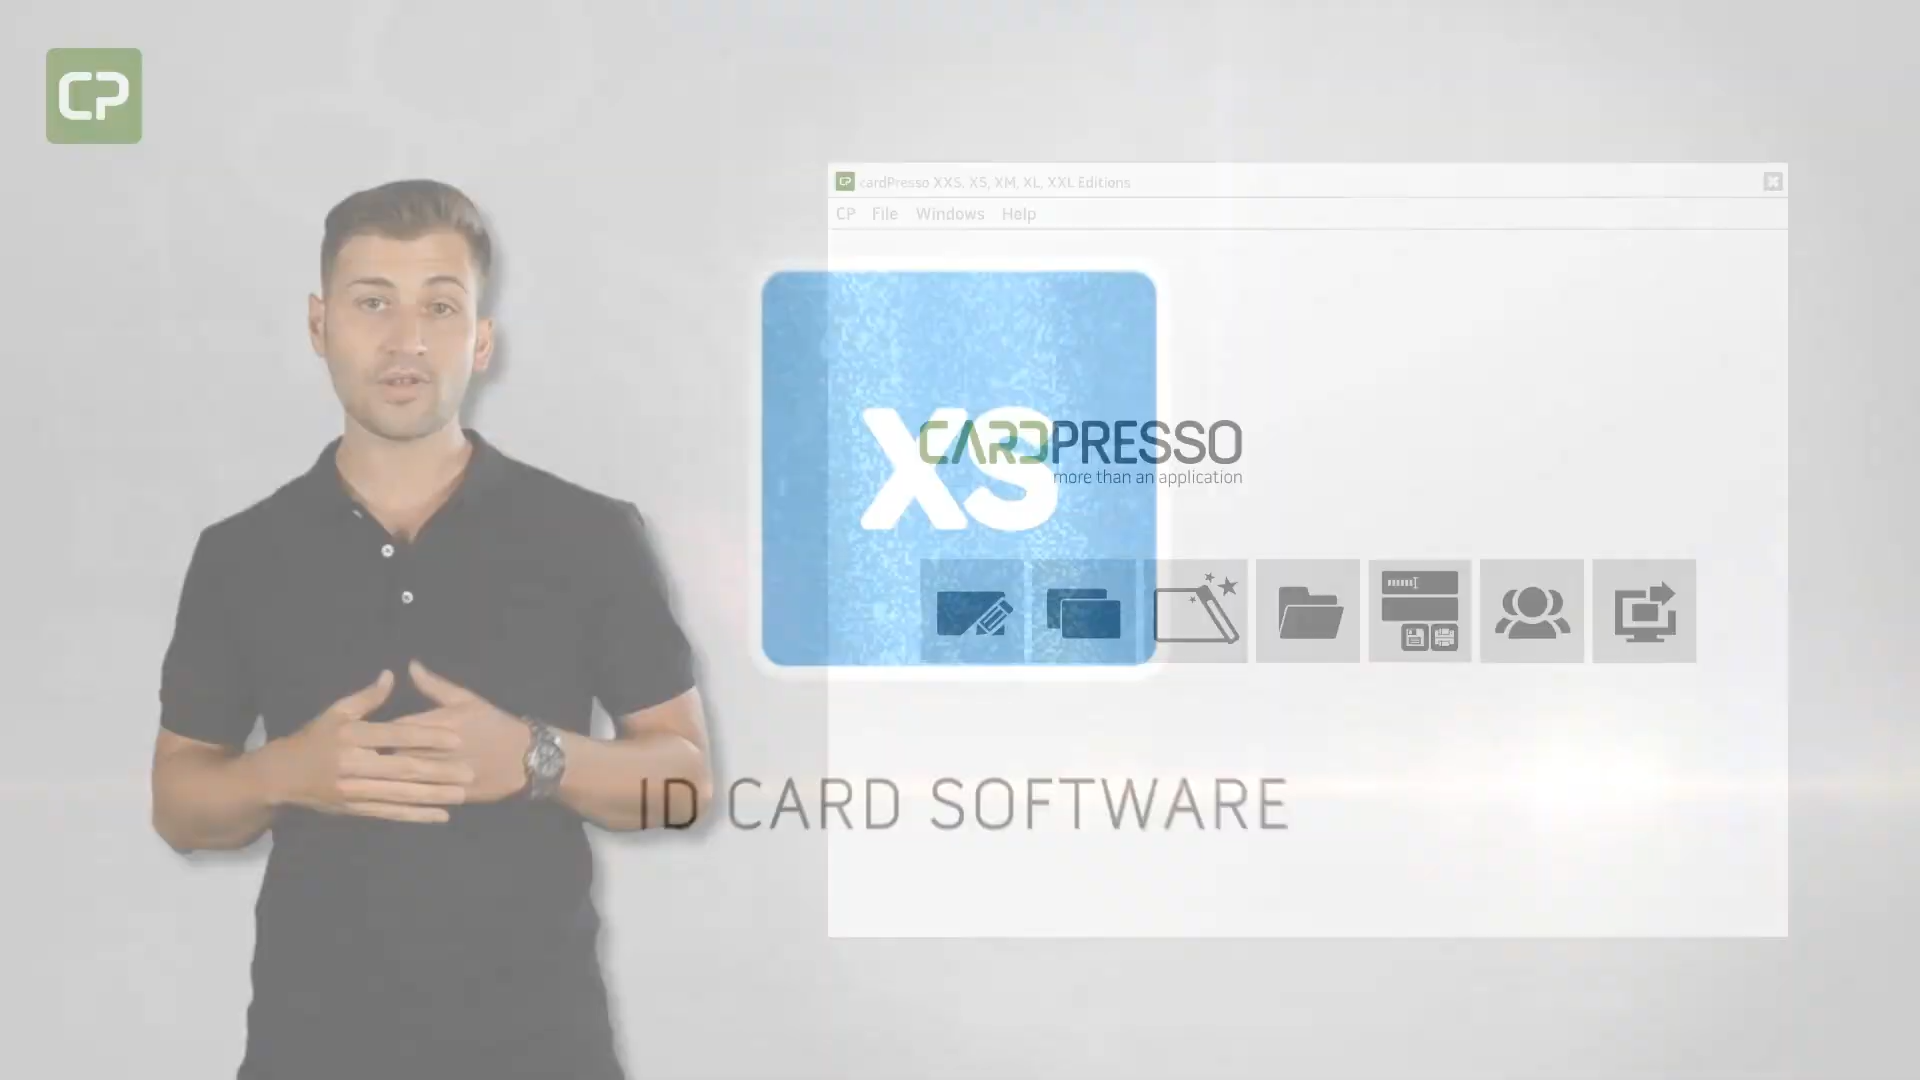 CP
CP cardPresso XXS, XS, XM, XL, XXL Editions
CP File Windows Help
XS
CARDPRESSO
more than an application
ID CARD SOFTWARE